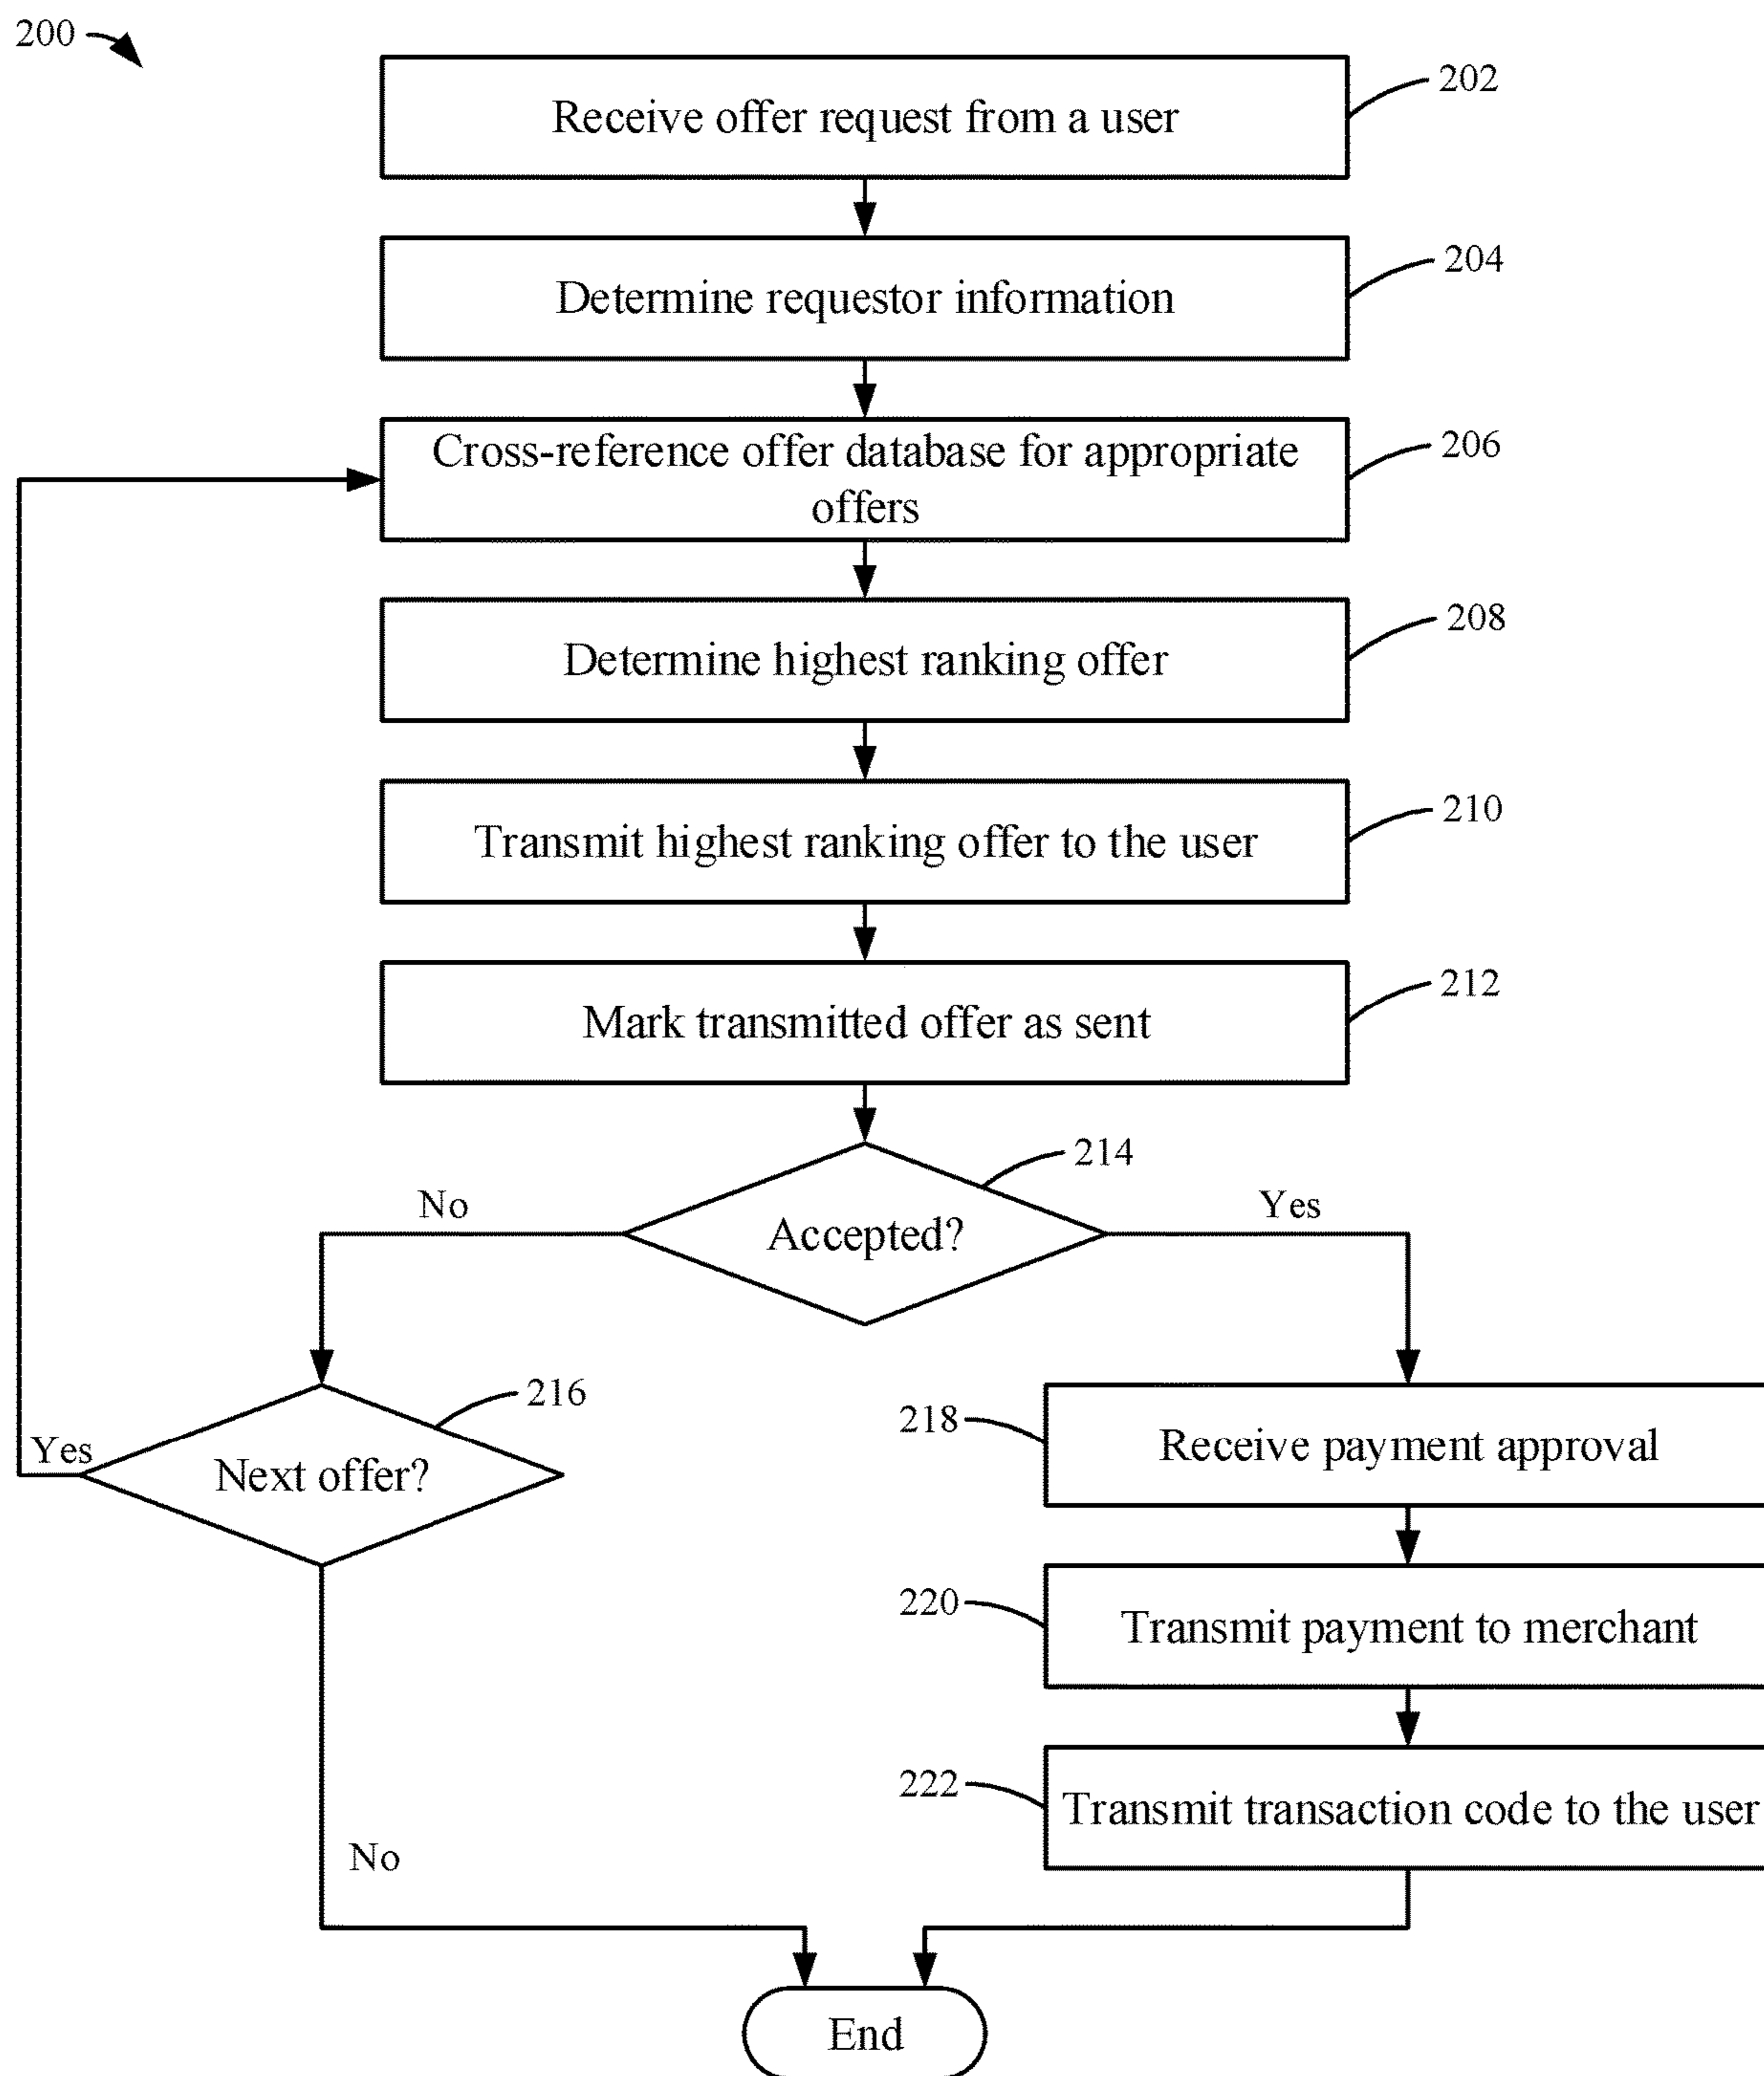 200
Receive offer request from a user
202
Determine requestor information
204
Cross-reference offer database for appropriate
offers
206
Determine highest ranking offer
208
Transmit highest ranking offer to the user
210
Mark transmitted offer as sent
212
214
No
Accepted?
Yes
216
Yes
Next offer?
218
Receive payment approval
220
Transmit payment to merchant
222
Transmit transaction code to the user
No
End